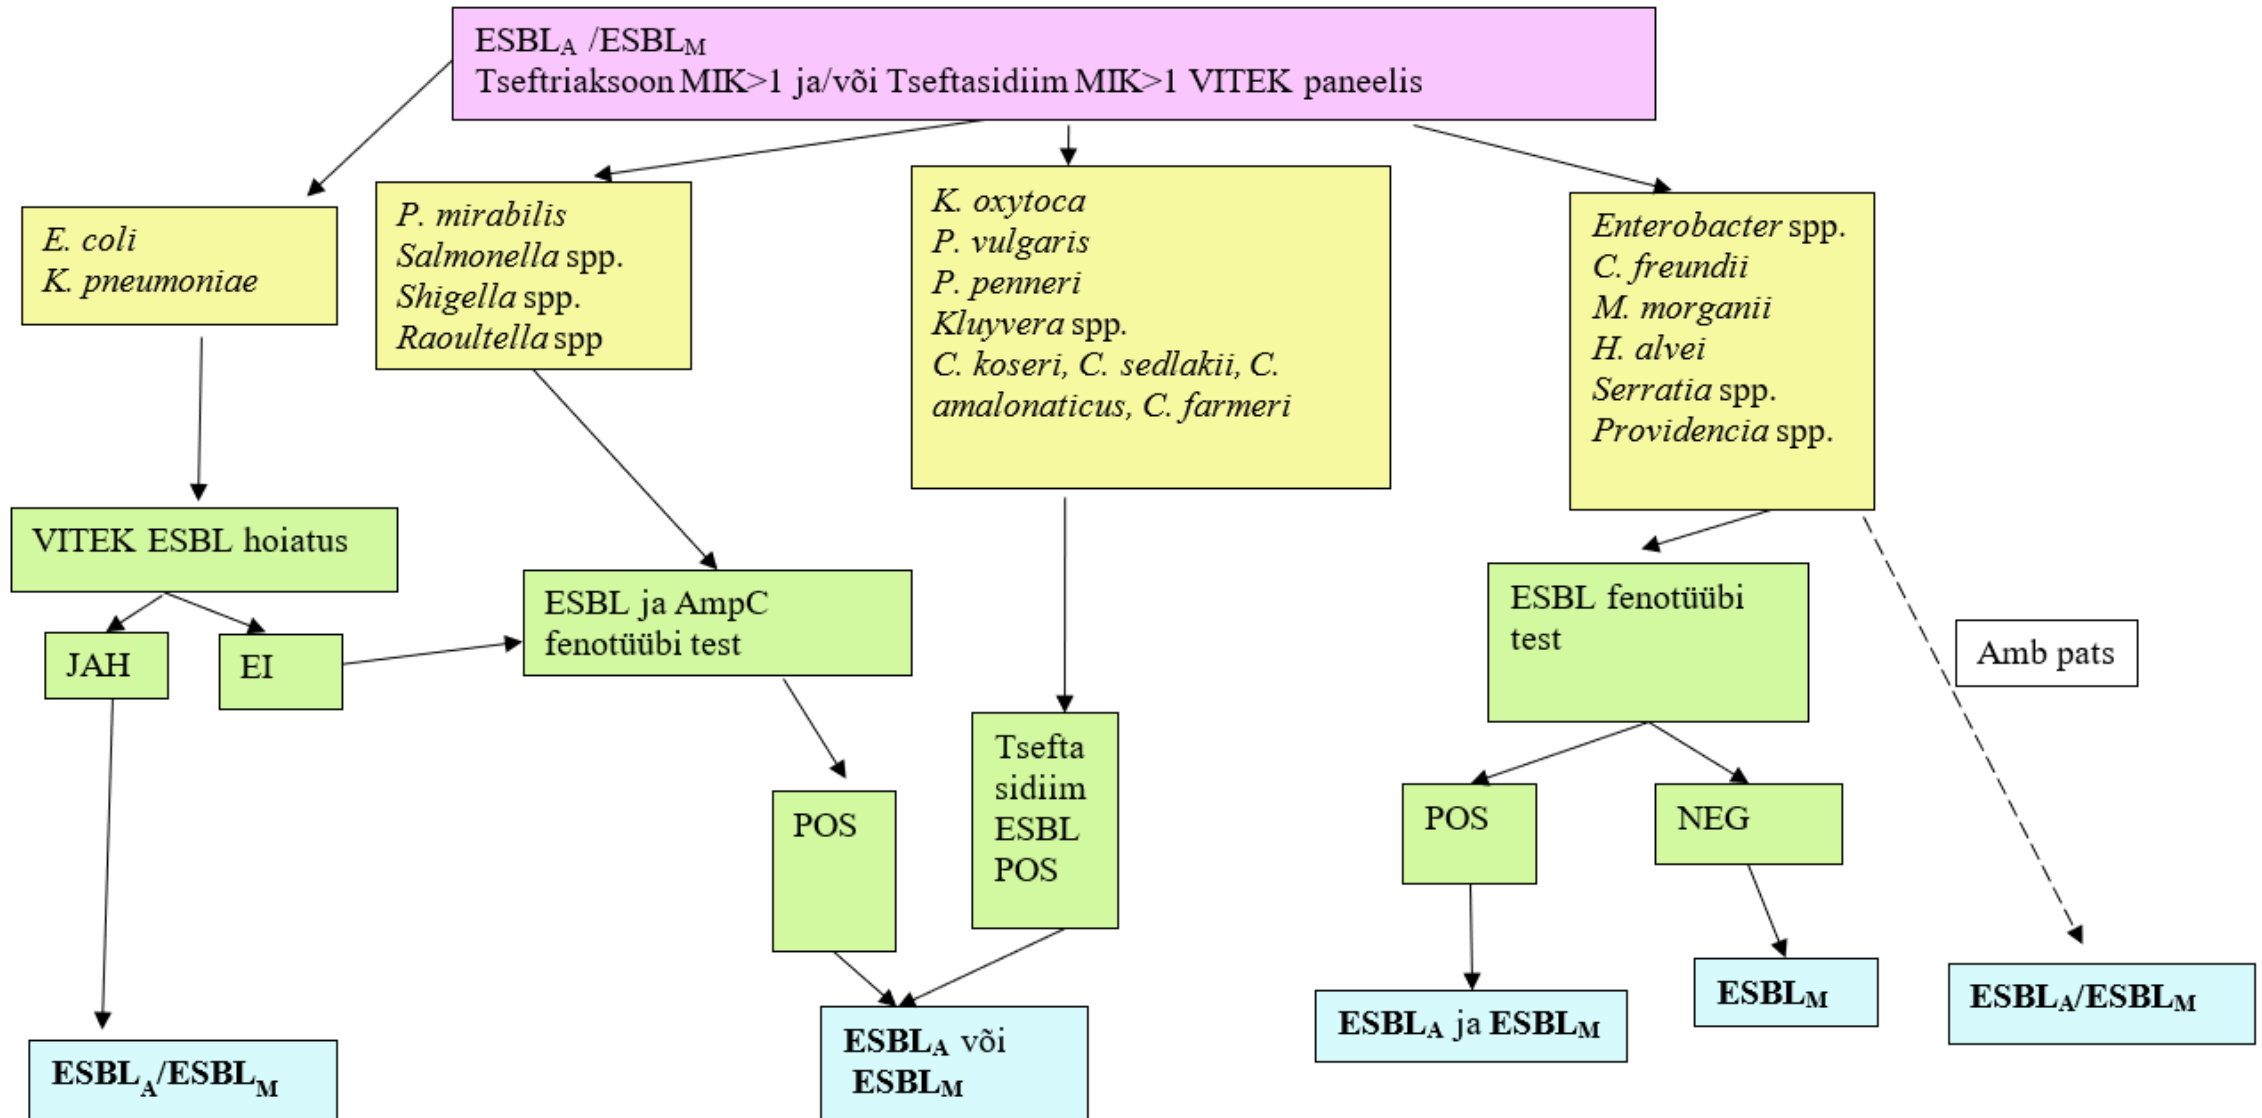 ESBLA /ESBLM
Tseftriaksoon MIK>1 ja/või Tseftasidiim MIK>1 VITEK paneelis
E. coli
K. pneumoniae
P. mirabilis
Salmonella spp.
Shigella spp.
Raoultella spp
K. oxytoca
P. vulgaris
P. penneri
Kluyvera spp.
C. koseri, C. sedlakii, C.
amalonaticus, C. farmeri
Enterobacter spp.
C. freundii
M. morganii
H. alvei
Serratia spp.
Providencia spp.
VITEK ESBL hoiatus
JAH
EI
ESBL ja AmpC
fenotüübi test
ESBL fenotüübi
test
Amb pats
POS
Tsefta
sidiim
ESBL
POS
POS
NEG
ESBLA/ESBLM
ESBLA või
ESBLM
ESBLA ja ESBLM
ESBLM
ESBLA/ESBLM